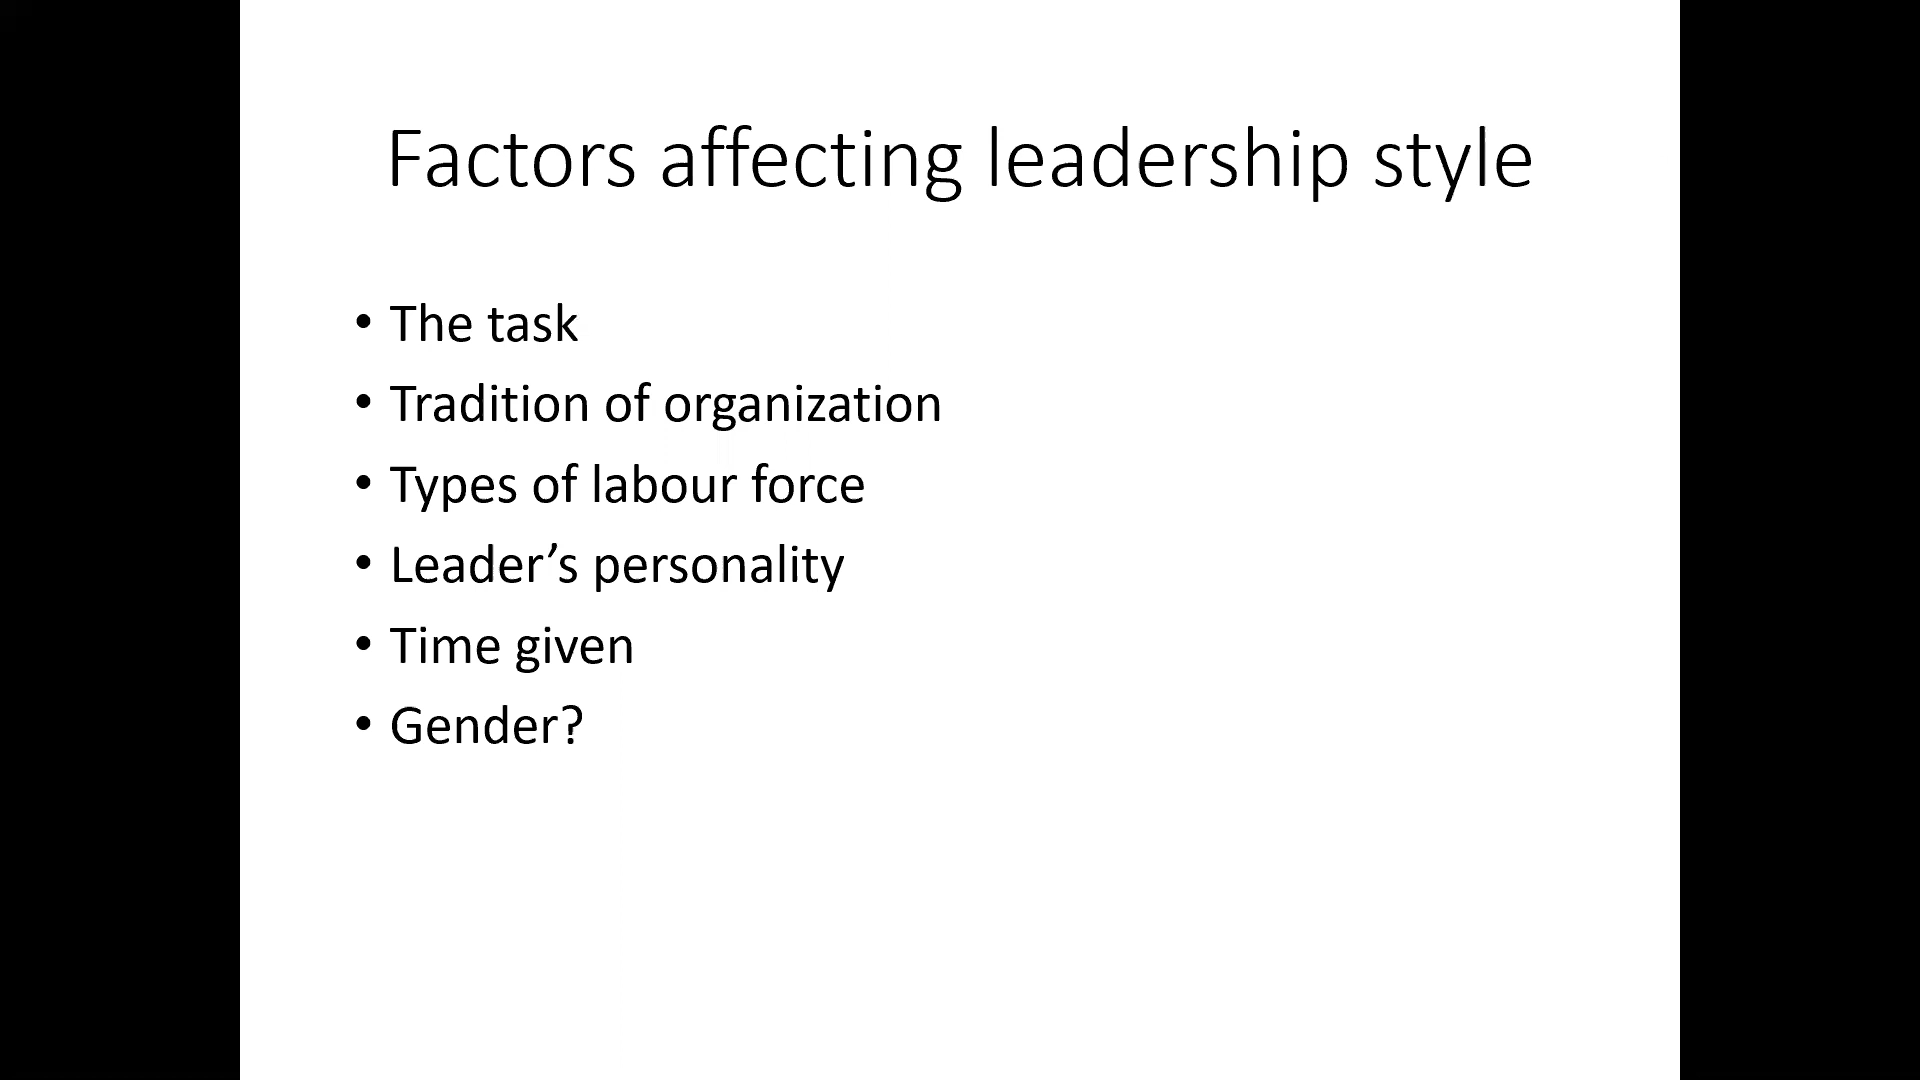 Factors affecting leadership style
• The task
• Tradition of organization
• Types of labour force
• Leader’s personality
• Time given
• Gender?